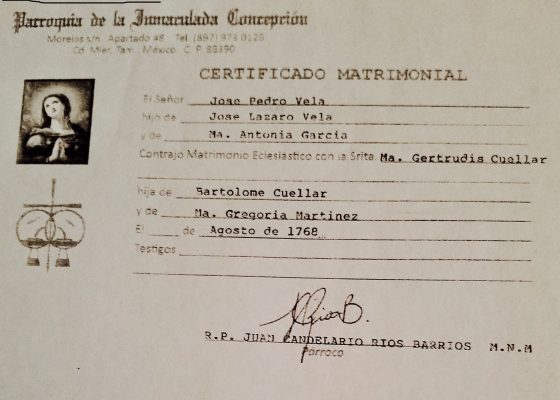 Parroquia de la Inmaculada Concepción
Morelos s/n Apartado #8 Tel. (897) 973 0128
Cd. Mier, Tam. México C. P. 88390
CERTIFICADO MATRIMONIAL
El Señor Jose Pedro Vela
hijo de Jose Lazaro Vela
y de Ma. Antonia Garcia
Contrajo Matrimonio Eclesiástico con la Srita. Ma. Gertrudis Cuellar
hija de Bartolome Cuellar
y de Ma. Gregoria Martinez
El de Agosto de 1768
Testigos
R.P. JUAN CANDELARIO RIOS BARRIOS M.N.M
Párroco